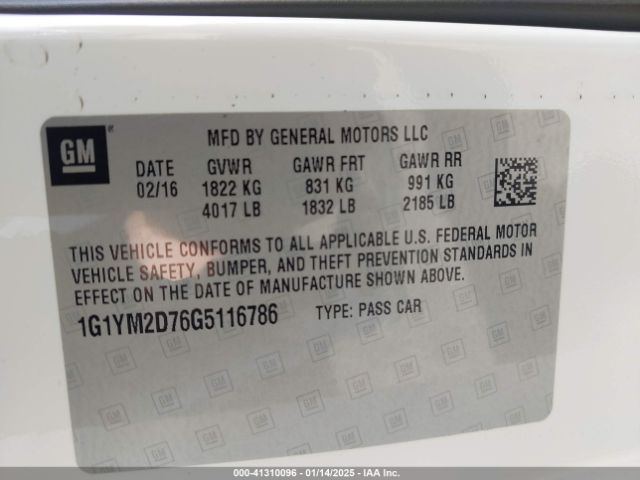 GM
MFD BY GENERAL MOTORS LLC
DATE GVWR GAWR FRT GAWR RR
02/16 1822 KG 831 KG 991 KG
4017 LB 1832 LB 2185 LB
THIS VEHICLE CONFORMS TO ALL APPLICABLE U.S. FEDERAL MOTOR
VEHICLE SAFETY, BUMPER, AND THEFT PREVENTION STANDARDS IN
EFFECT ON THE DATE OF MANUFACTURE SHOWN ABOVE.
1G1YM2D76G5116786 TYPE: PASS CAR
000-41310096 - 01/14/2025 - IAA Inc.